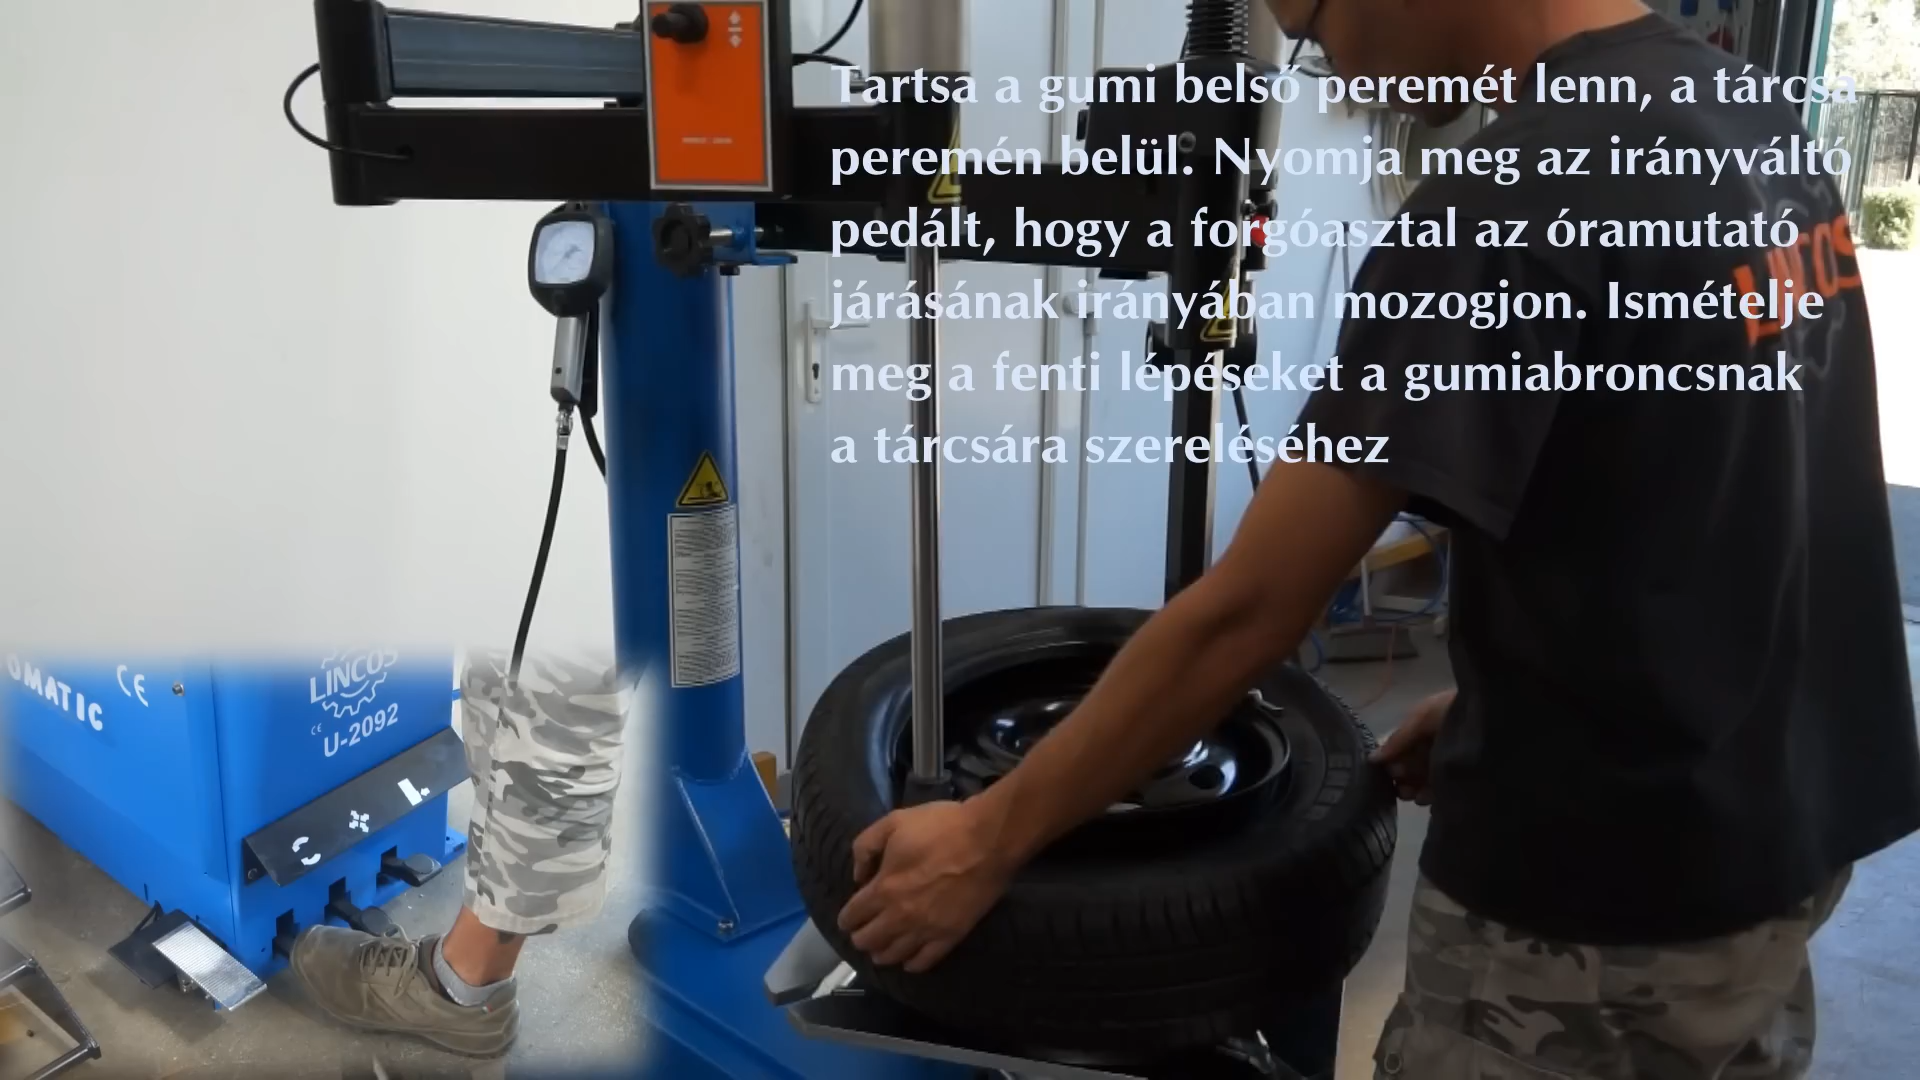 Tartsa a gumi belső peremét lenn, a tárcsa
peremén belül. Nyomja meg az irányváltó
pedált, hogy a forgóasztal az óramutató
járásának irányában mozogjon. Ismételje
meg a fenti lépéseket a gumiabroncsnak
a tárcsára szereléséhez
LINCOS
OMATIC
CE
LINCOS
CE U-2092